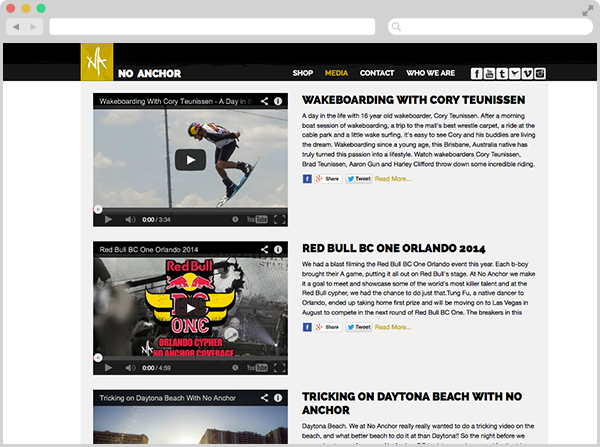 NA
NO ANCHOR
SHOP MEDIA CONTACT WHO WE ARE
Wakeboarding With Cory Teunissen - A Day in th
0:00 / 3:34
YouTube
WAKEBOARDING WITH CORY TEUNISSEN
A day in the life with 16 year old wakeboarder, Cory Teunissen. After a morning
boat session of wakeboarding, a trip to the mall's best wrestle carpet, a ride at the
cable park and a little wake surfing, it's easy to see Cory and his buddies are living
the dream. Wakeboarding since a young age, this Brisbane, Australia native has
truly turned this passion into a lifestyle. Watch wakeboarders Cory Teunissen,
Brad Teunissen, Aaron Gun and Harley Clifford throw down some incredible riding.
Share Tweet Read More...
Red Bull BC One Orlando 2014
Red Bull
BC
ONE
ORLANDO CYPHER
NO ANCHOR COVERAGE
NA
0:00 / 4:59
YouTube
RED BULL BC ONE ORLANDO 2014
We had a blast filming the Red Bull One Orlando event this year. Each b-boy
brought their A game, putting it all out on Red Bull's stage. At No Anchor we make
it a goal to meet and showcase some of the world's most killer talent and at the
Red Bull cypher, we had the chance to do just that.Tung Fu, a native dancer to
Orlando, ended up taking home first prize and will be moving on to Las Vegas in
August to compete in the next round of Red Bull BC One. The breakers in this
Share Tweet Read More...
Tricking on Daytona Beach With No Anchor
TRICKING ON DAYTONA BEACH WITH NO
ANCHOR
Daytona Beach. We at No Anchor really really wanted to do a tricking video on the
beach, and what better beach to do it at than Daytona!! So the night before we